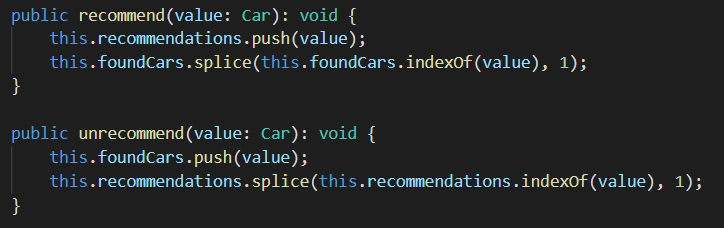 public recommend(value: Car): void {
    this.recommendations.push(value);
    this.foundCars.splice(this.foundCars.indexOf(value), 1);
}

public unrecommend(value: Car): void {
    this.foundCars.push(value);
    this.recommendations.splice(this.recommendations.indexOf(value), 1);
}